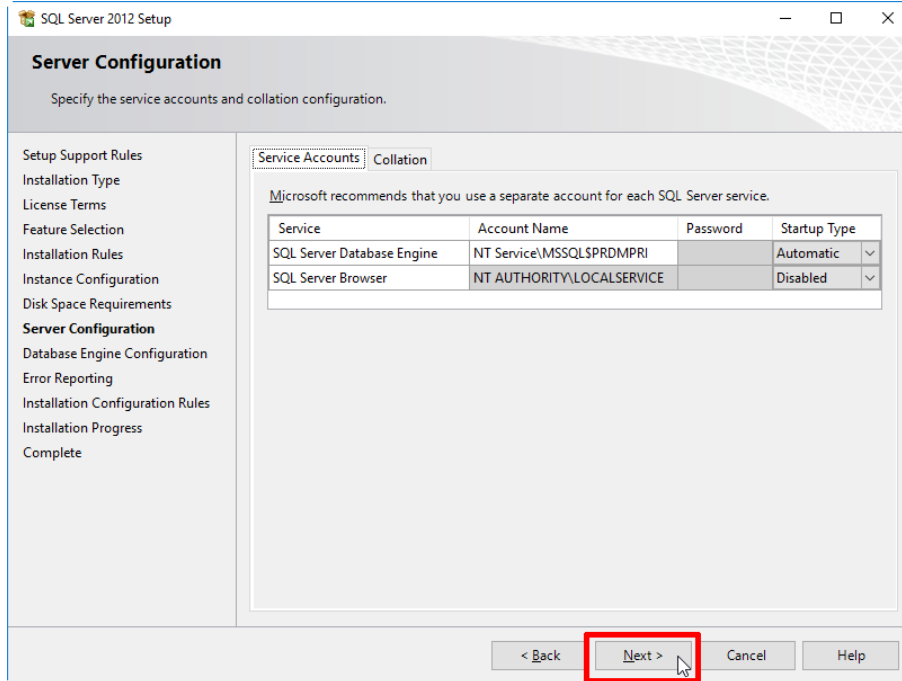 SQL Server 2012 Setup
Server Configuration
Specify the service accounts and collation configuration.
Setup Support Rules
Installation Type
License Terms
Feature Selection
Installation Rules
Instance Configuration
Disk Space Requirements
Server Configuration
Database Engine Configuration
Error Reporting
Installation Configuration Rules
Installation Progress
Complete
Service Accounts Collation
Microsoft recommends that you use a separate account for each SQL Server service.
Service Account Name Password Startup Type
SQL Server Database Engine NT Service\MSSQL$PRDMPRI Automatic
SQL Server Browser NT AUTHORITY\LOCALSERVICE Disabled
< Back Next > Cancel Help